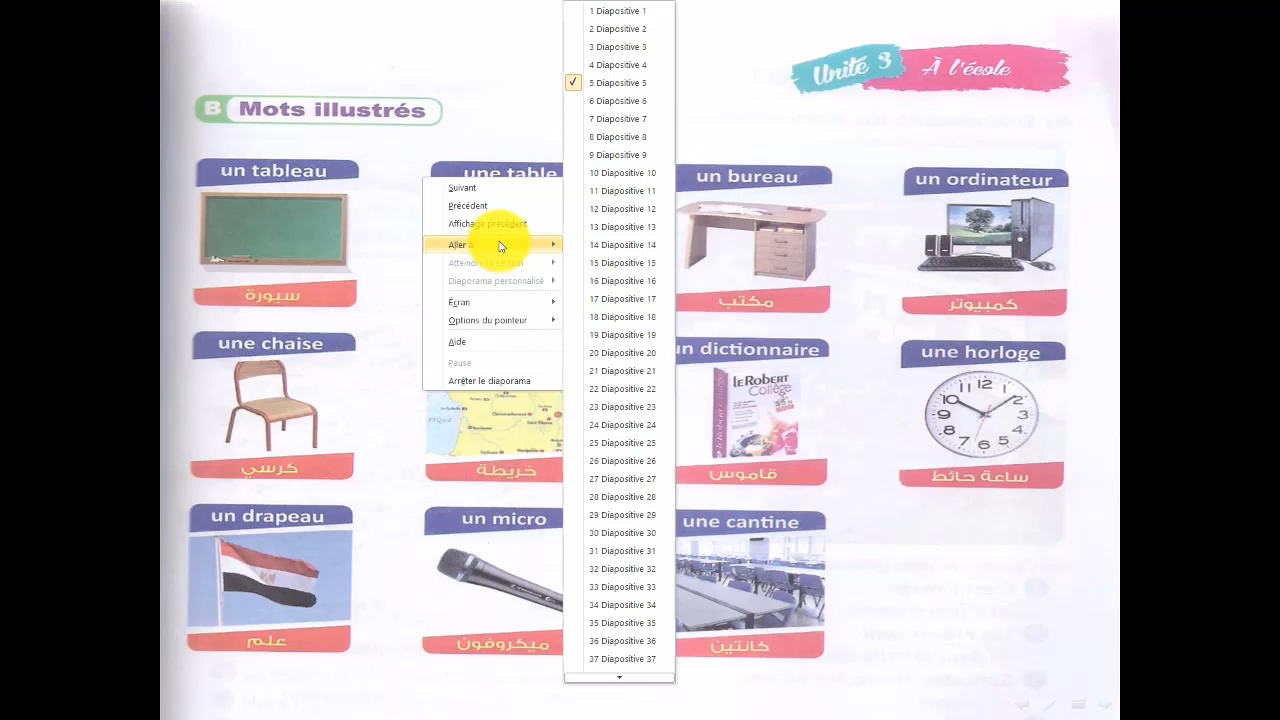 Unité 3 À l'école
B Mots illustrés
un tableau
سبورة
une table
un bureau
مكتب
un ordinateur
كمبيوتر
une chaise
كرسي
خريطة
un dictionnaire
le Robert
Collège
قاموس
une horloge
ساعة حائط
un drapeau
علم
un micro
ميكروفون
une cantine
كانتين
Suivant
Précédent
Affichage précédent
Aller à
Atteindre la section
Diaporama personnalisé
Écran
Options du pointeur
Aide
Pause
Arrêter le diaporama
1 Diapositive 1
2 Diapositive 2
3 Diapositive 3
4 Diapositive 4
5 Diapositive 5
6 Diapositive 6
7 Diapositive 7
8 Diapositive 8
9 Diapositive 9
10 Diapositive 10
11 Diapositive 11
12 Diapositive 12
13 Diapositive 13
14 Diapositive 14
15 Diapositive 15
16 Diapositive 16
17 Diapositive 17
18 Diapositive 18
19 Diapositive 19
20 Diapositive 20
21 Diapositive 21
22 Diapositive 22
23 Diapositive 23
24 Diapositive 24
25 Diapositive 25
26 Diapositive 26
27 Diapositive 27
28 Diapositive 28
29 Diapositive 29
30 Diapositive 30
31 Diapositive 31
32 Diapositive 32
33 Diapositive 33
34 Diapositive 34
35 Diapositive 35
36 Diapositive 36
37 Diapositive 37